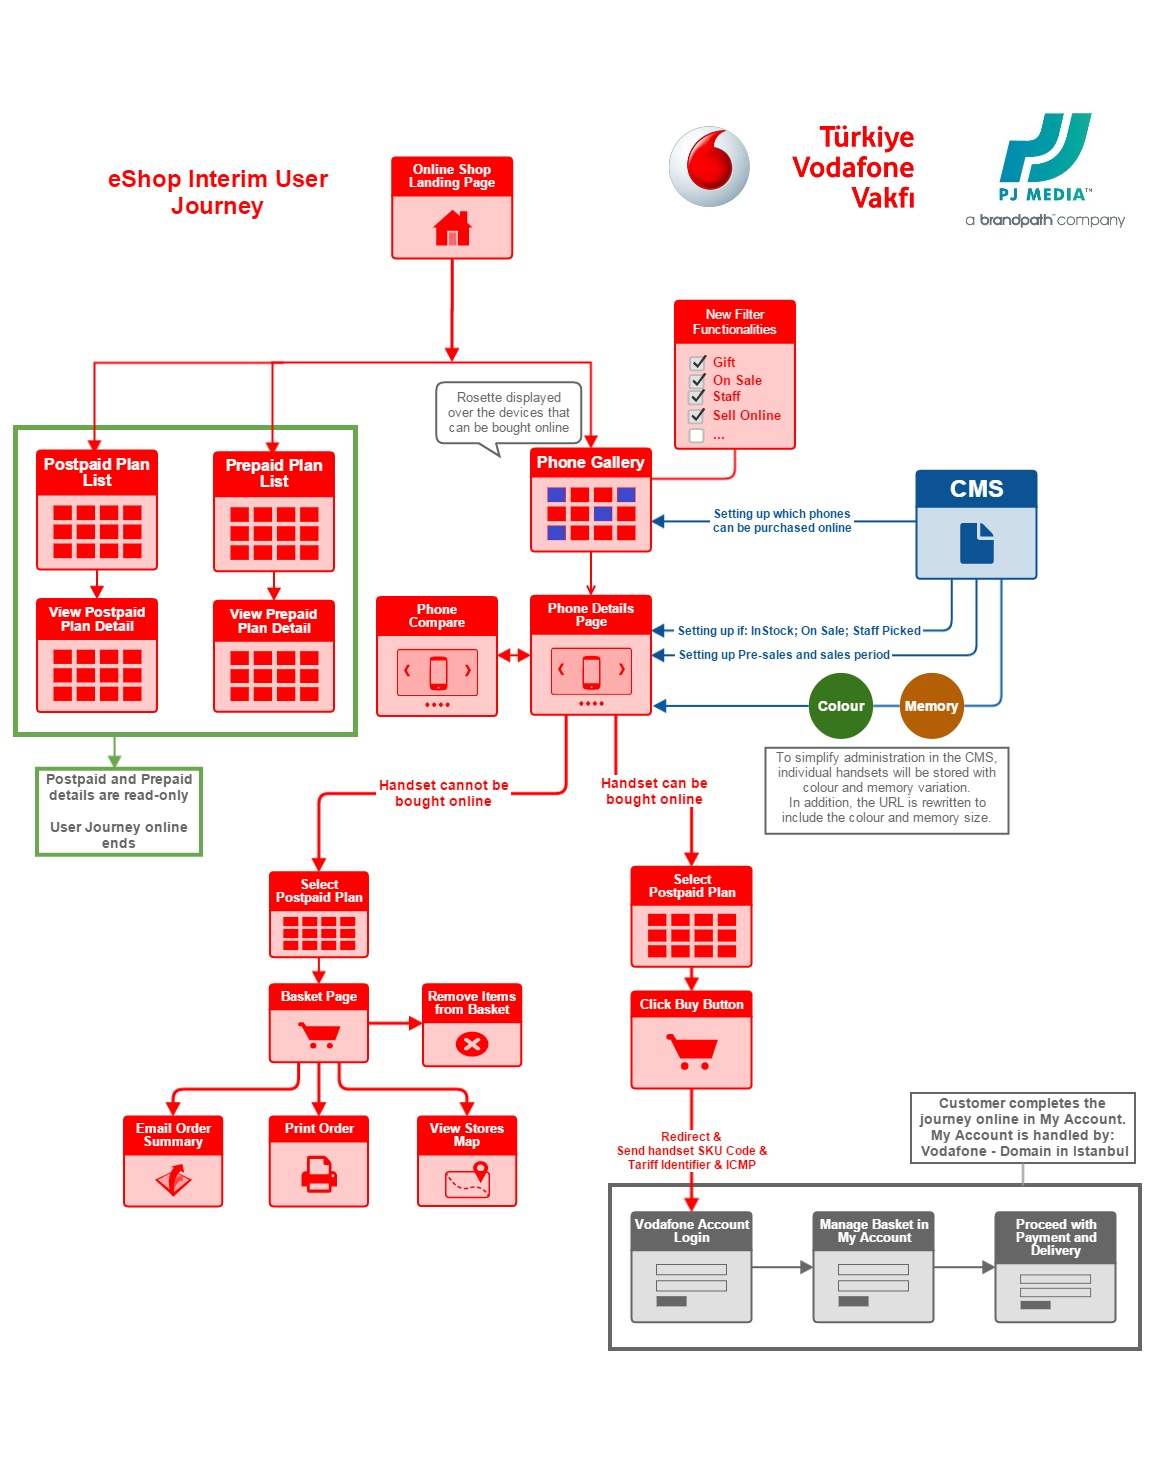 eShop Interim User
Journey
Online Shop
Landing Page
Türkiye
Vodafone
Vakfı
PJ MEDIA™
a brandpath™ company
New Filter
Functionalities
Gift
On Sale
Staff
Sell Online
...
Rosette displayed
over the devices that
can be bought online
Postpaid Plan
List
Prepaid Plan
List
Phone Gallery
CMS
Setting up which phones
can be purchased online
View Postpaid
Plan Detail
View Prepaid
Plan Detail
Phone
Compare
Phone Details
Page
Setting up if: InStock; On Sale; Staff Picked
Setting up Pre-sales and sales period
Colour
Memory
To simplify administration in the CMS,
individual handsets will be stored with
colour and memory variation.
In addition, the URL is rewritten to
include the colour and memory size.
Postpaid and Prepaid
details are read-only
User Journey online
ends
Handset cannot be
bought online
Handset can be
bought online
Select
Postpaid Plan
Select
Postpaid Plan
Basket Page
Remove Items
from Basket
Click Buy Button
Email Order
Summary
Print Order
View Stores
Map
Redirect &
Send handset SKU Code &
Tariff Identifier & ICMP
Customer completes the
journey online in My Account.
My Account is handled by:
Vodafone - Domain in Istanbul
Vodafone Account
Login
Manage Basket in
My Account
Proceed with
Payment and
Delivery